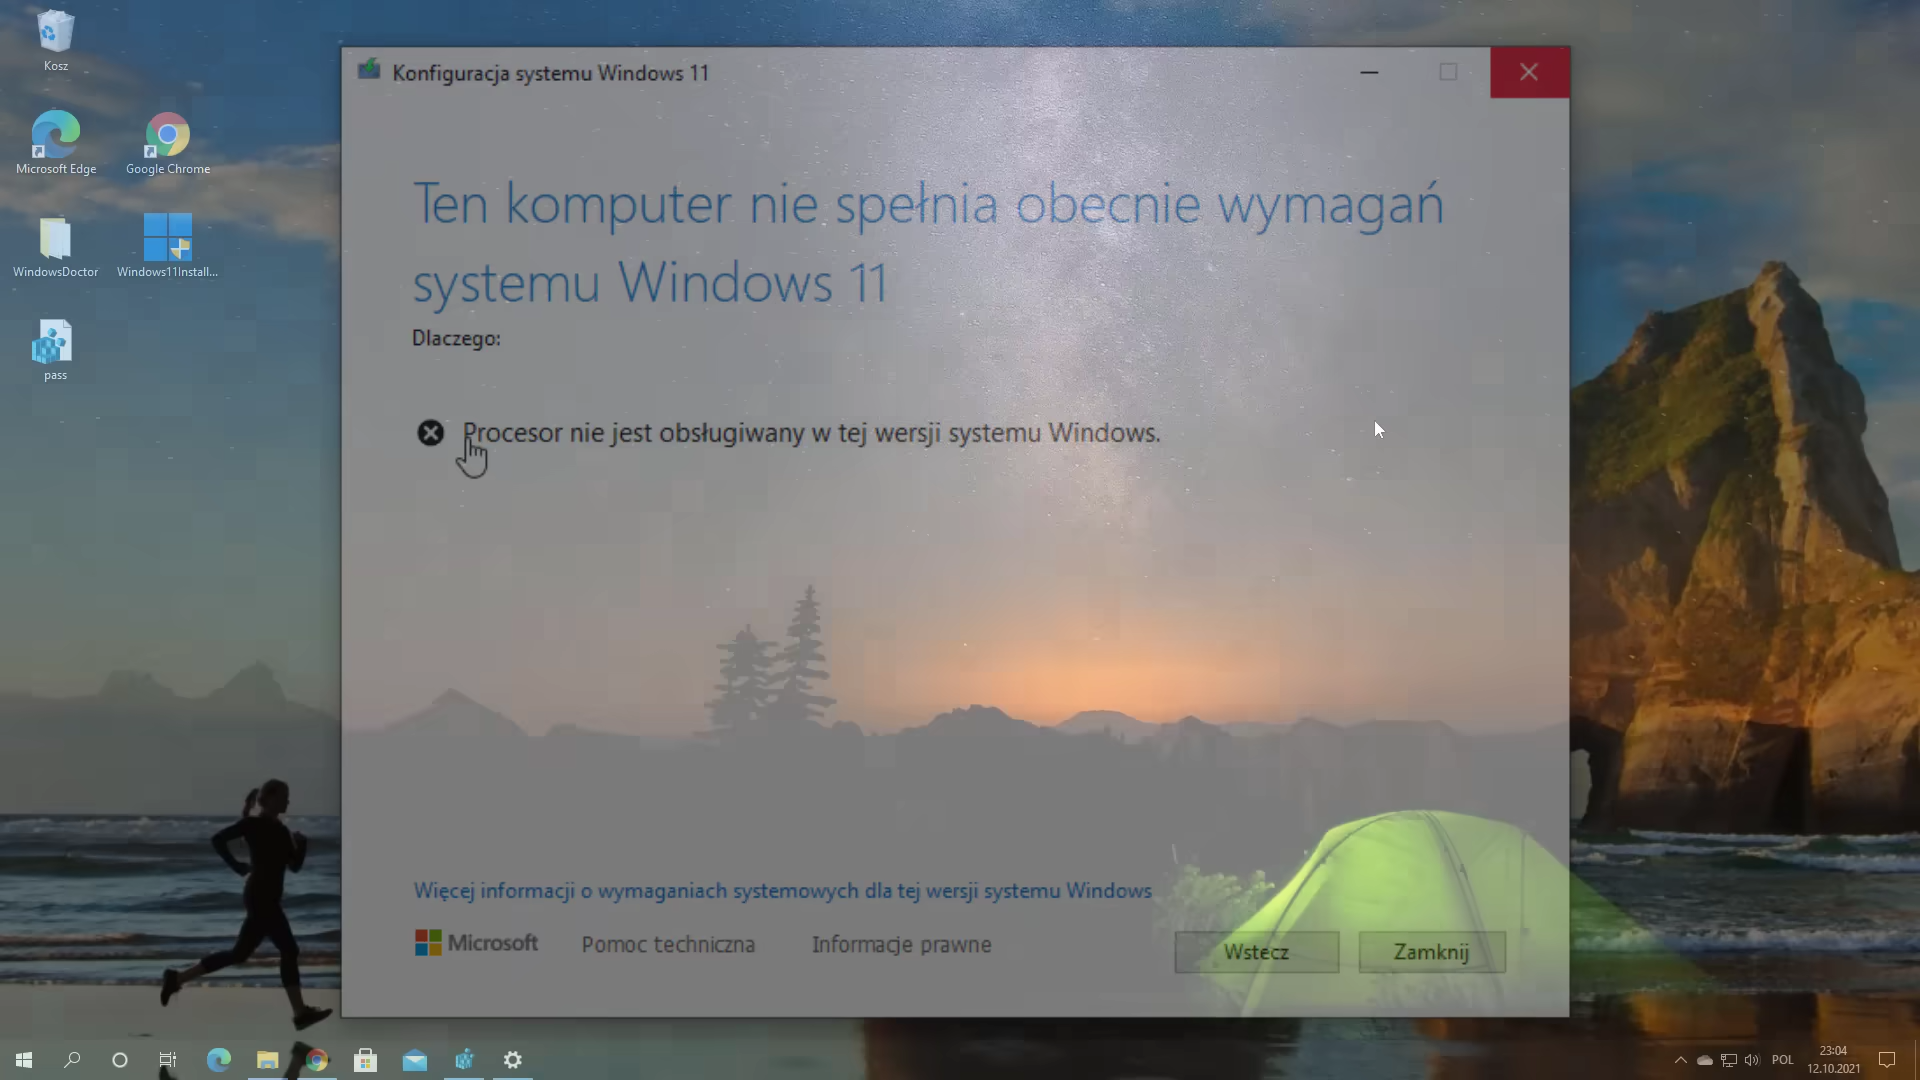 Kosz
Microsoft Edge
Google Chrome
WindowsDoctor
Windows11Install...
pass
Konfiguracja systemu Windows 11
Ten komputer nie spełnia obecnie wymagań
systemu Windows 11
Dlaczego:
Procesor nie jest obsługiwany w tej wersji systemu Windows.
Więcej informacji o wymaganiach systemowych dla tej wersji systemu Windows
Microsoft
Pomoc techniczna
Informacje prawne
Wstecz
Zamknij
POL
23:04
12.10.2021